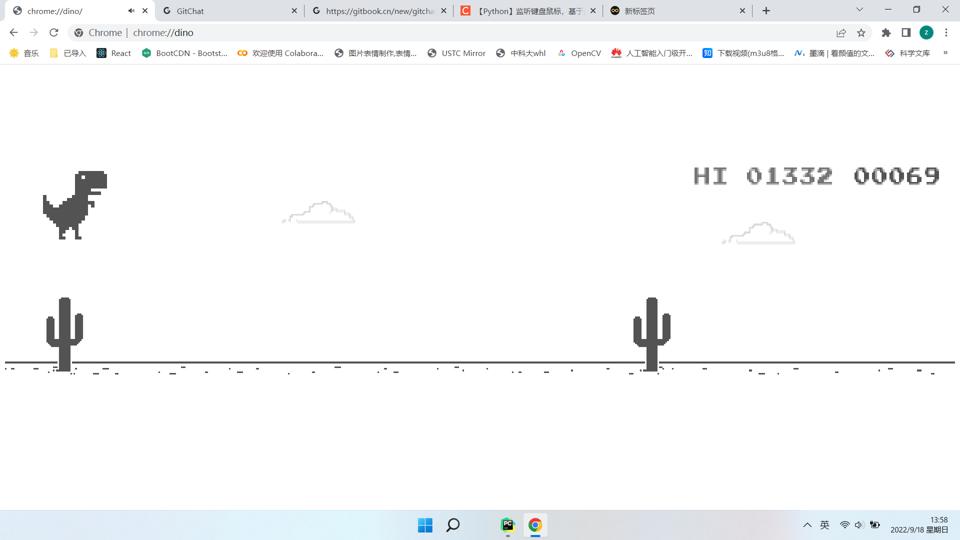 chrome://dino/
GitChat
https://gitbook.cn/new/gitcha
【Python】监听键盘鼠标，基于
新标签页
Chrome | chrome://dino
音乐
已导入
React
BootCDN - Bootst...
欢迎使用 Colabora...
图片表情制作,表情...
USTC Mirror
中科大whl
OpenCV
人工智能入门极开...
下载视频(m3u8格...
墨滴 | 看颜值的文...
科学文库
»
HI 01332 00069
英
13:58
2022/9/18 星期日